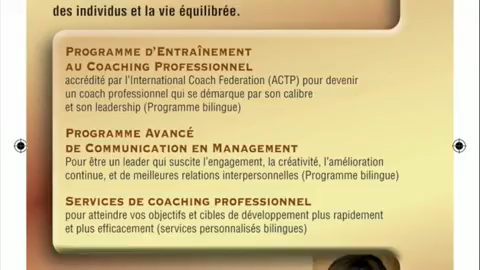 des individus et la vie équilibrée.
PROGRAMME D'ENTRAÎNEMENT
AU COACHING PROFESSIONNEL
accrédité par l'International Coach Federation (ACTP) pour devenir
un coach professionnel qui se démarque par son calibre
et son leadership (Programme bilingue)
PROGRAMME AVANCÉ
DE COMMUNICATION EN MANAGEMENT
Pour être un leader qui suscite l'engagement, la créativité, l'amélioration
continue, et de meilleures relations interpersonnelles (Programme bilingue)
SERVICES DE COACHING PROFESSIONNEL
pour atteindre vos objectifs et cibles de développement plus rapidement
et plus efficacement (services personnalisés bilingues)